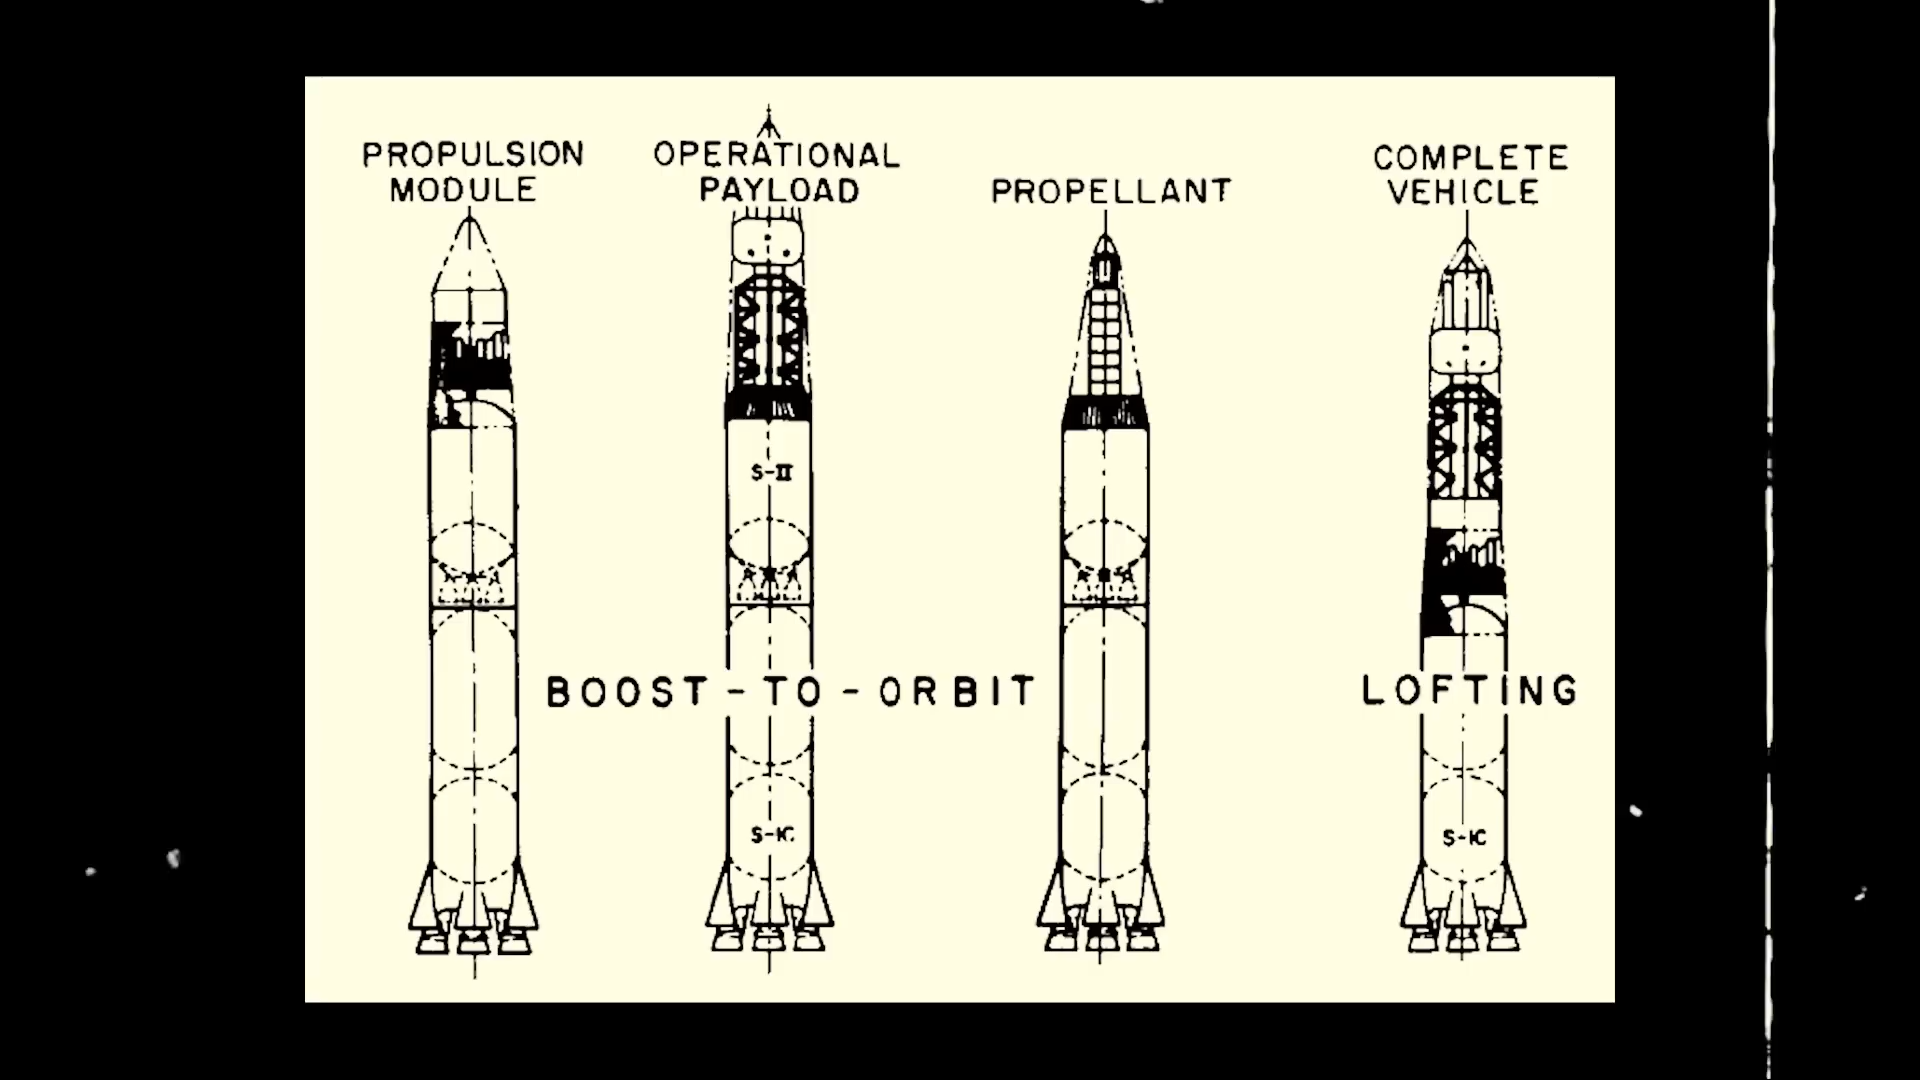 PROPULSION
MODULE
OPERATIONAL
PAYLOAD
PROPELLANT
COMPLETE
VEHICLE
S-II
BOOST-TO-ORBIT
LOFTING
S-IC
S-IC